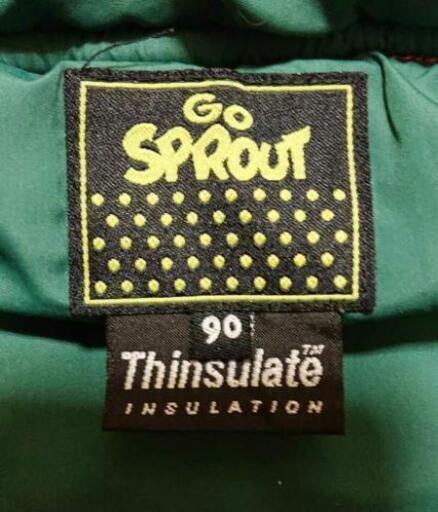 GO
SPROUT
90
Thinsulate™
INSULATION